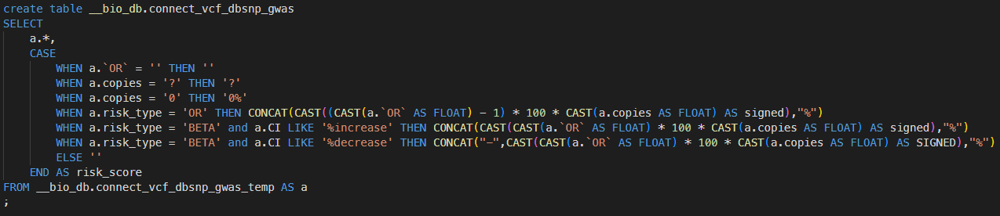 create table __bio_db.connect_vcf_dbsnp_gwas
SELECT
    a.*,
    CASE
        WHEN a.`OR` = '' THEN ''
        WHEN a.copies = '?' THEN '?'
        WHEN a.copies = '0' THEN '0%'
        WHEN a.risk_type = 'OR' THEN CONCAT(CAST((CAST(a.`OR` AS FLOAT) - 1) * 100 * CAST(a.copies AS FLOAT) AS signed),"%")
        WHEN a.risk_type = 'BETA' and a.CI LIKE '%increase' THEN CONCAT(CAST(CAST(a.`OR` AS FLOAT) * 100 * CAST(a.copies AS FLOAT) AS signed),"%")
        WHEN a.risk_type = 'BETA' and a.CI LIKE '%decrease' THEN CONCAT("-",CAST(CAST(a.`OR` AS FLOAT) * 100 * CAST(a.copies AS FLOAT) AS SIGNED),"%")
        ELSE ''
    END AS risk_score
FROM __bio_db.connect_vcf_dbsnp_gwas_temp AS a
;